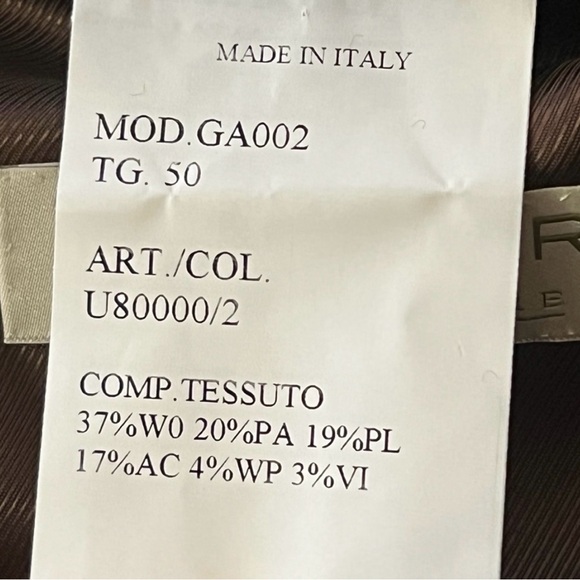 MADE IN ITALY
MOD.GA002
TG. 50
ART./COL.
U80000/2
COMP.TESSUTO
37%W0 20%PA 19%PL
17%AC 4%WP 3%VI